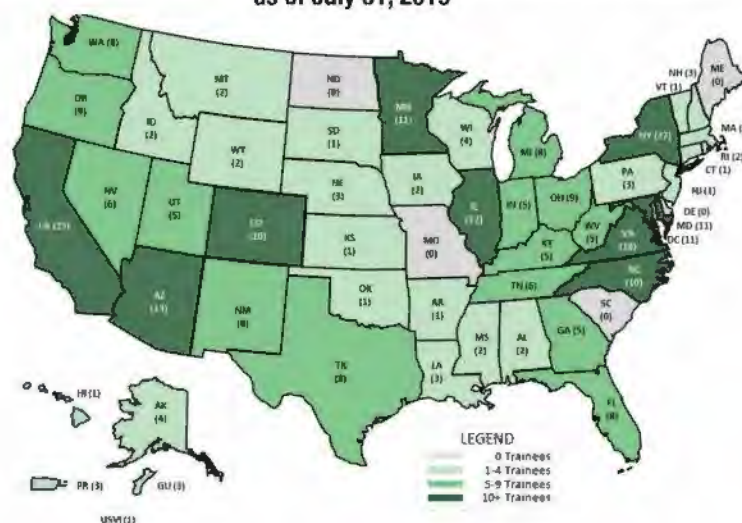 as of July 31, 2015
WA (8)
MT
(2)
ND
(0)
MN
(11)
NH (3)
VT (1)
ME
(0)
OR
(9)
ID
(2)
SD
(1)
WI
(4)
NY
MA
WY
(2)
MI (8)
RI (2)
CT (1)
IA
(2)
PA
(3)
NJ (1)
NV
(6)
UT
(5)
NE
(3)
IL
(12)
IN (5)
OH (9)
DE (0)
MD (11)
DC (11)
CO
(10)
KS
(1)
MO
(0)
WV
(5)
VA
KY
(5)
CA
AZ
NM
(8)
OK
(1)
AR
(1)
TN (6)
NC
(10)
SC
(0)
TX
(8)
MS
(2)
AL
(2)
GA (5)
LA
(3)
FL
(8)
HI (1)
AK
(4)
PR (3)
GU (3)
USVI (1)
LEGEND
0 Trainees
1-4 Trainees
5-9 Trainees
10+ Trainees